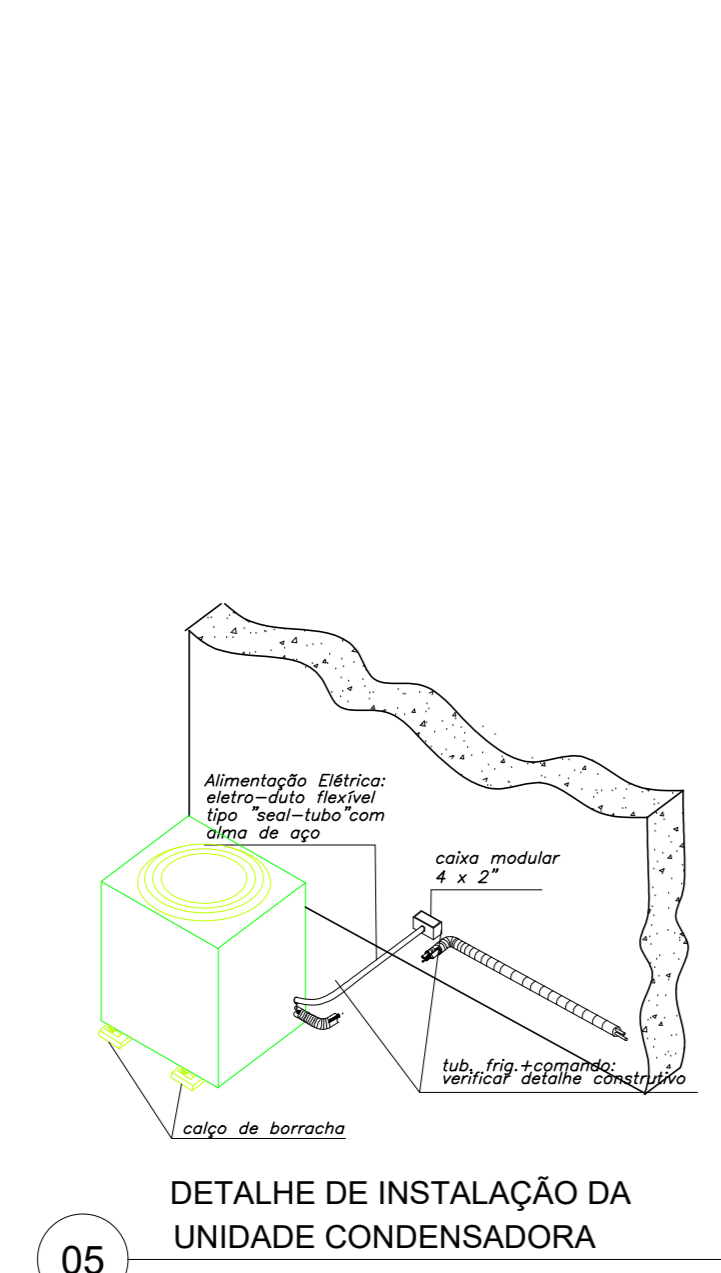 Alimentação Elétrica:
eletro-duto flexível
tipo "seal-tubo"com
alma de aço
caixa modular
4 x 2"
tub. frig.+comando:
verificar detalhe construtivo
calço de borracha
DETALHE DE INSTALAÇÃO DA
UNIDADE CONDENSADORA
05